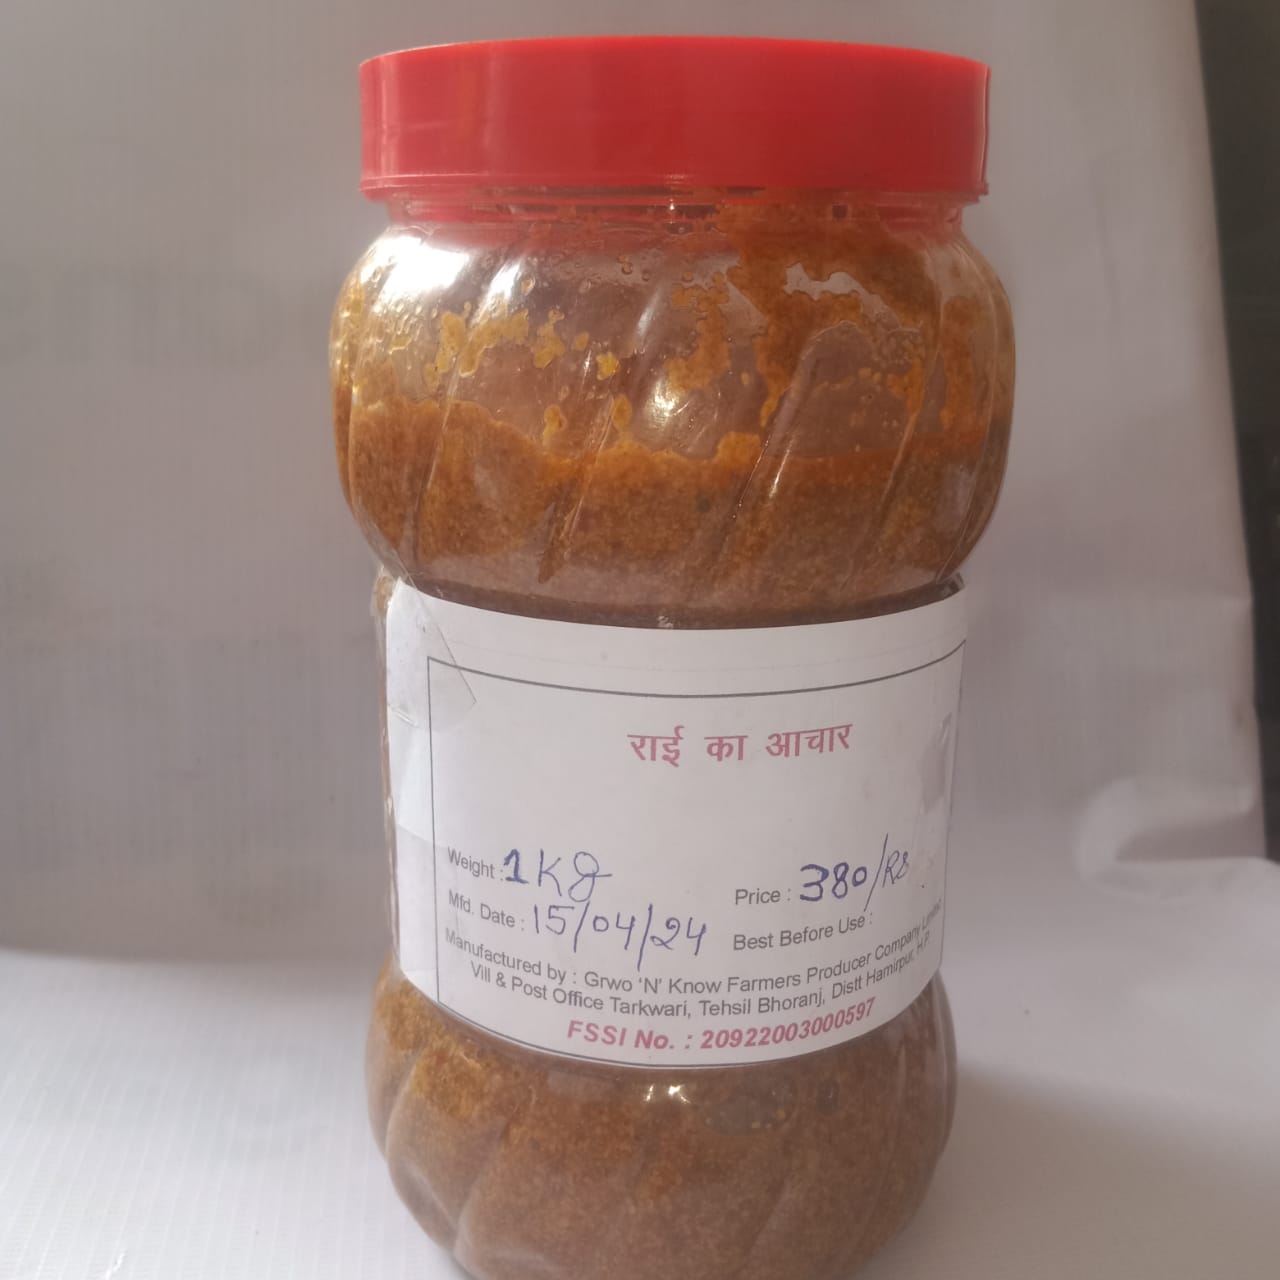 राई का आचार
Weight : 1 Kg
Price : 380/RS
Mfd. Date : 15/04/24
Best Before Use :
Manufactured by : Grwo 'N' Know Farmers Producer Company Limited
Vill & Post Office Tarkwari, Tehsil Bhoranj, Distt Hamirpur, H.P.
FSSI No. : 20922003000597